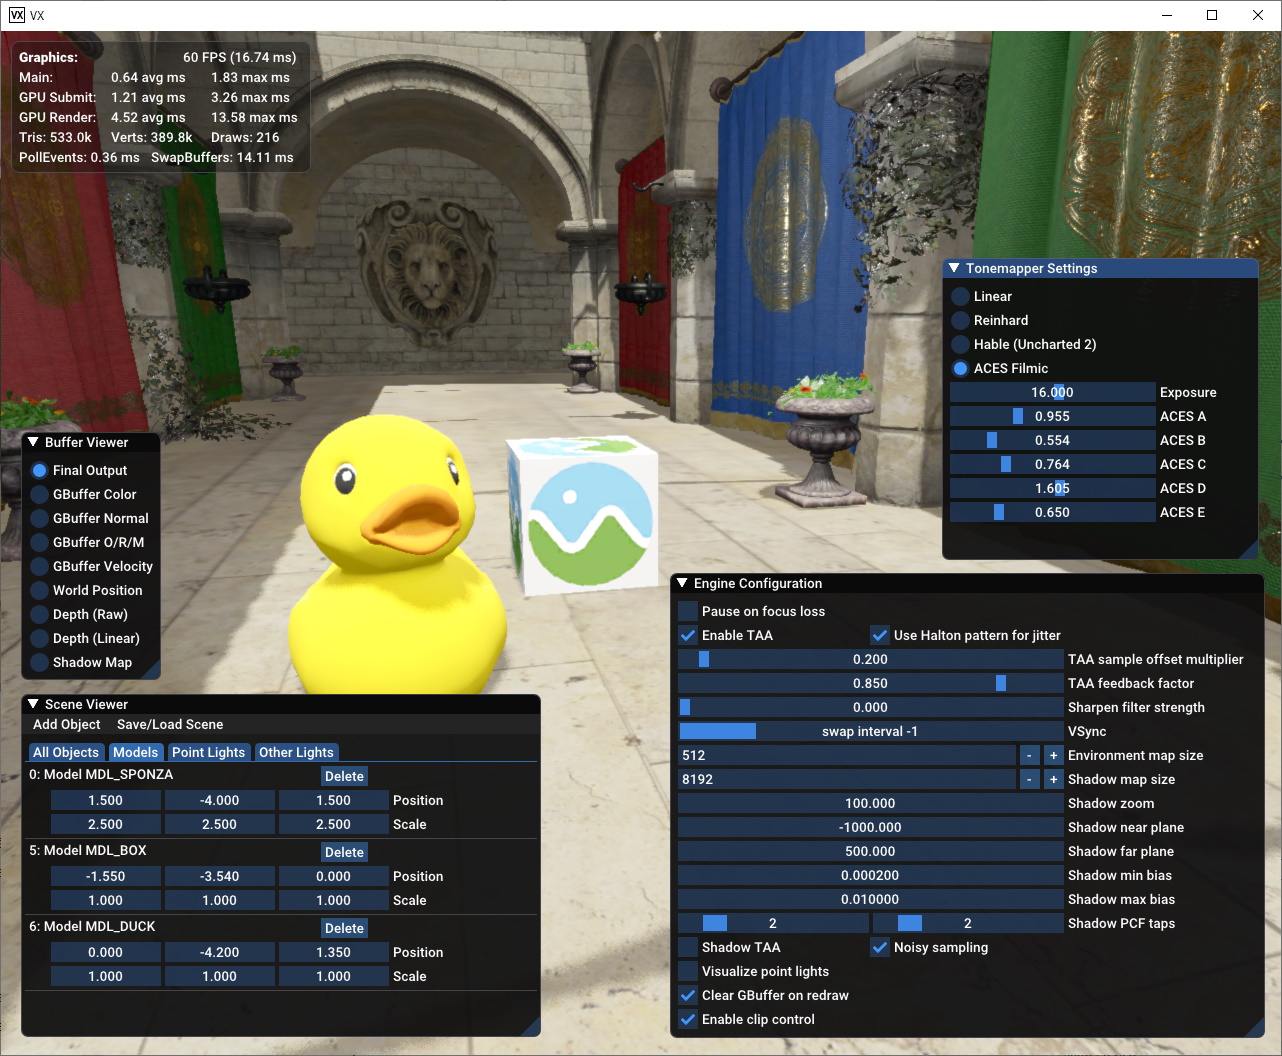 VX VX
Graphics: 60 FPS (16.74 ms)
Main: 0.64 avg ms 1.83 max ms
GPU Submit: 1.21 avg ms 3.26 max ms
GPU Render: 4.52 avg ms 13.58 max ms
Tris: 533.0k Verts: 389.8k Draws: 216
PollEvents: 0.36 ms SwapBuffers: 14.11 ms
Tonemapper Settings
Linear
Reinhard
Hable (Uncharted 2)
ACES Filmic
16.000 Exposure
0.955 ACES A
0.554 ACES B
0.764 ACES C
1.605 ACES D
0.650 ACES E
Buffer Viewer
Final Output
GBuffer Color
GBuffer Normal
GBuffer O/R/M
GBuffer Velocity
World Position
Depth (Raw)
Depth (Linear)
Shadow Map
Scene Viewer
Add Object Save/Load Scene
All Objects Models Point Lights Other Lights
0: Model MDL_SPONZA Delete
1.500 -4.000 1.500 Position
2.500 2.500 2.500 Scale
5: Model MDL_BOX Delete
-1.550 -3.540 0.000 Position
1.000 1.000 1.000 Scale
6: Model MDL_DUCK Delete
0.000 -4.200 1.350 Position
1.000 1.000 1.000 Scale
Engine Configuration
Pause on focus loss
Enable TAA Use Halton pattern for jitter
0.200 TAA sample offset multiplier
0.850 TAA feedback factor
0.000 Sharpen filter strength
swap interval -1 VSync
512 - + Environment map size
8192 - + Shadow map size
100.000 Shadow zoom
-1000.000 Shadow near plane
500.000 Shadow far plane
0.000200 Shadow min bias
0.010000 Shadow max bias
2 2 Shadow PCF taps
Shadow TAA Noisy sampling
Visualize point lights
Clear GBuffer on redraw
Enable clip control